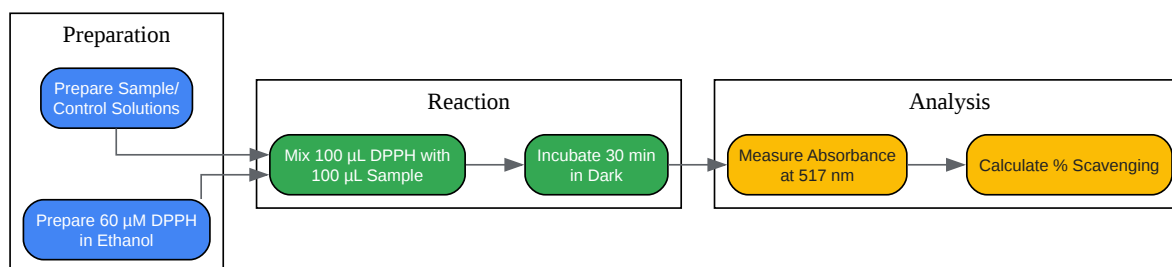 Preparation
Prepare Sample/
Control Solutions
Prepare 60 µM DPPH
in Ethanol
Reaction
Mix 100 µL DPPH with
100 µL Sample
Incubate 30 min
in Dark
Analysis
Measure Absorbance
at 517 nm
Calculate % Scavenging